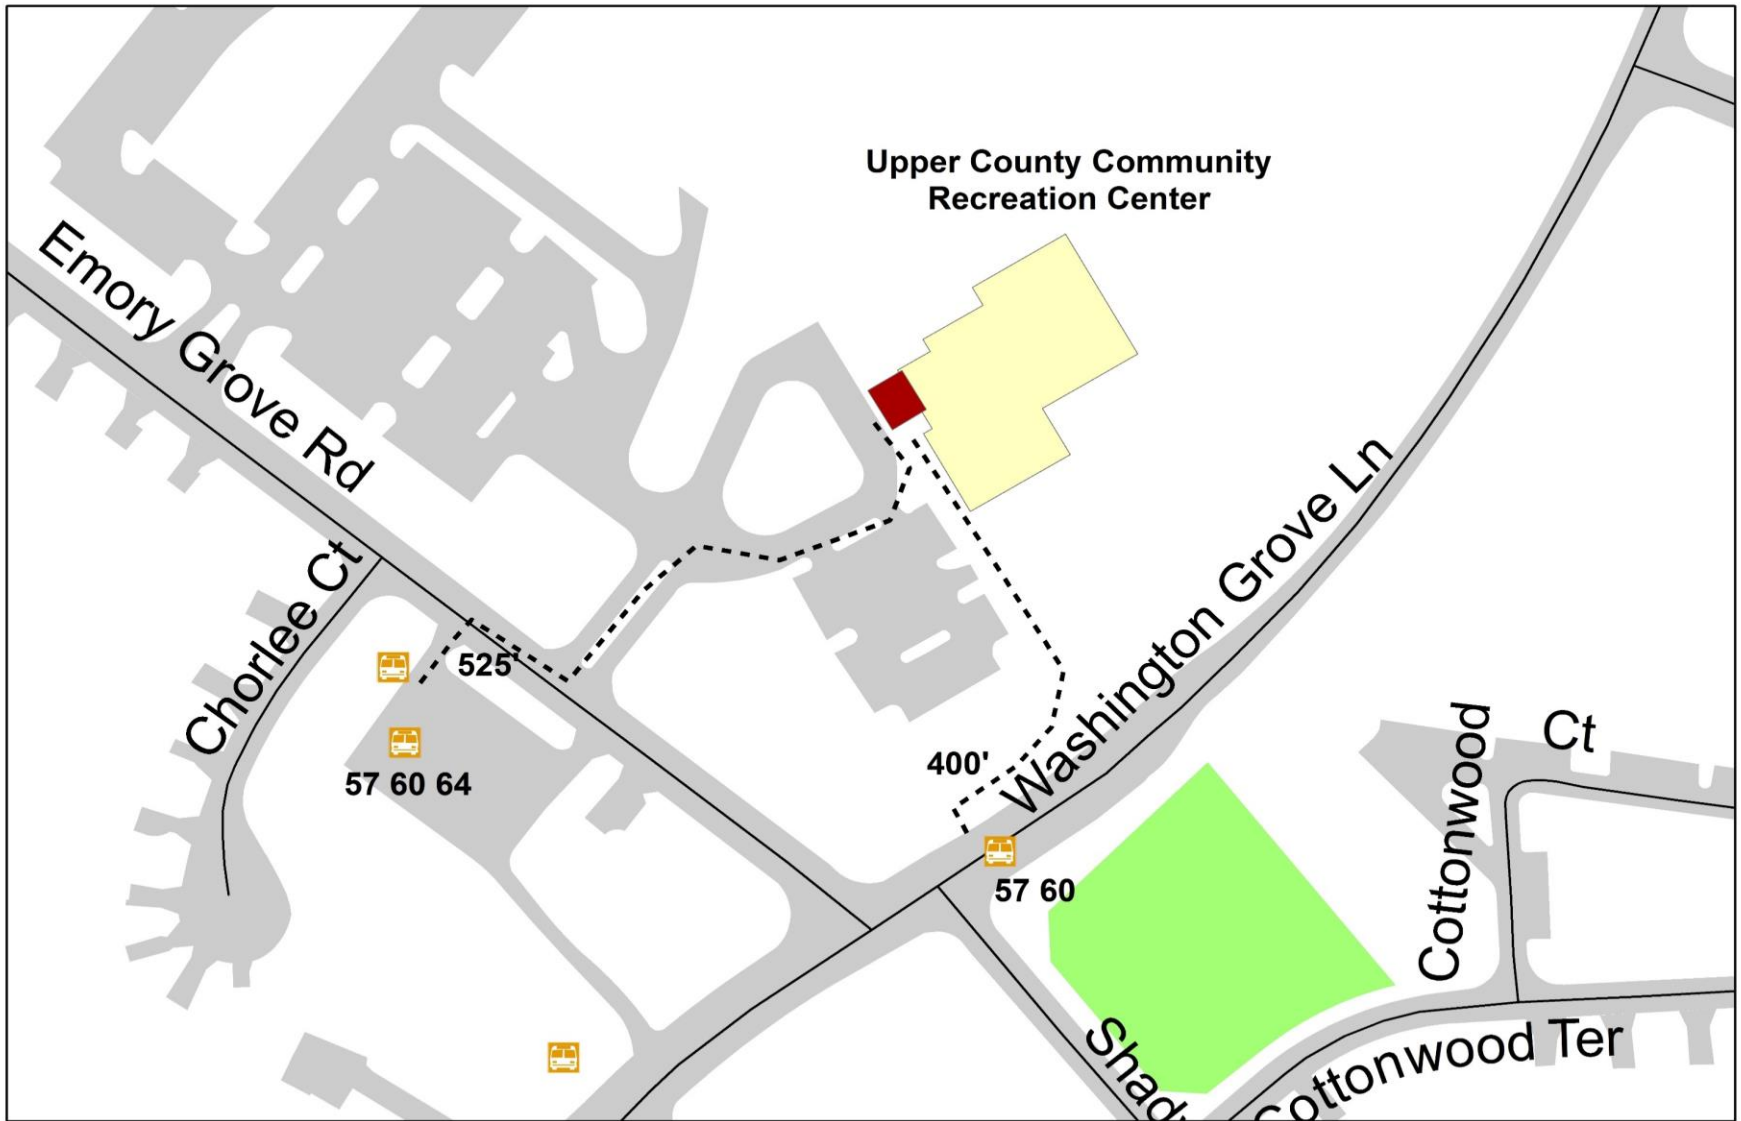 Upper County Community
Recreation Center
Emory Grove Rd
Washington Grove Ln
Chorlee Ct
525'
57 60 64
400'
57 60
Cottonwood
Ct
Cottonwood Ter